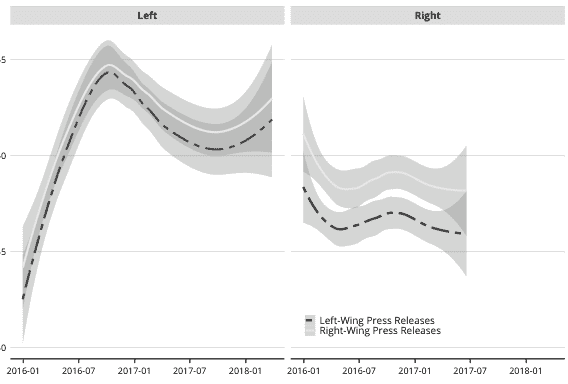 Left Right
5
0
5
0
Left-Wing Press Releases
Right-Wing Press Releases
2016-01 2016-07 2017-01 2017-07 2018-01 2016-01 2016-07 2017-01 2017-07 2018-01